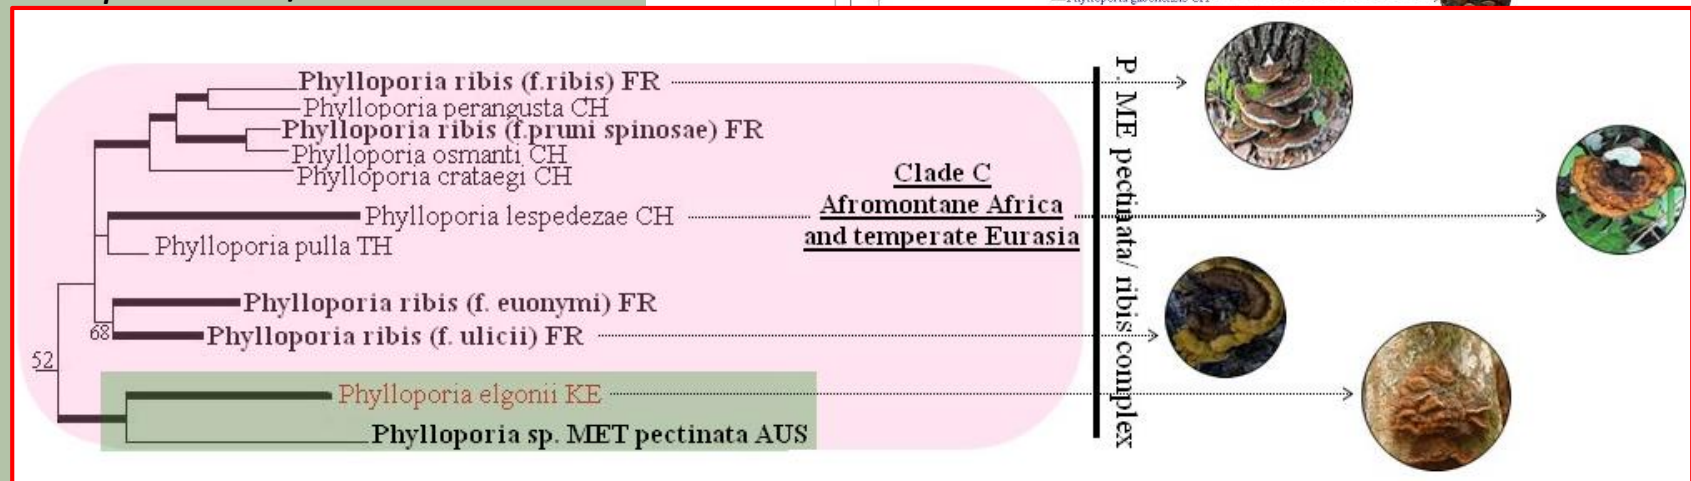 Phylloporia ribis (f.ribis) FR
Phylloporia perangusta CH
Phylloporia ribis (f.pruni spinosae) FR
Phylloporia osmanti CH
Phylloporia crataegi CH
Clade C
Afromontane Africa
and temperate Eurasia
Phylloporia lespedezae CH
Phylloporia pulla TH
Phylloporia ribis (f. euonymi) FR
68
Phylloporia ribis (f. ulicii) FR
52
Phylloporia elgonii KE
Phylloporia sp. MET pectinata AUS
P. ME pectinata/ ribis complex